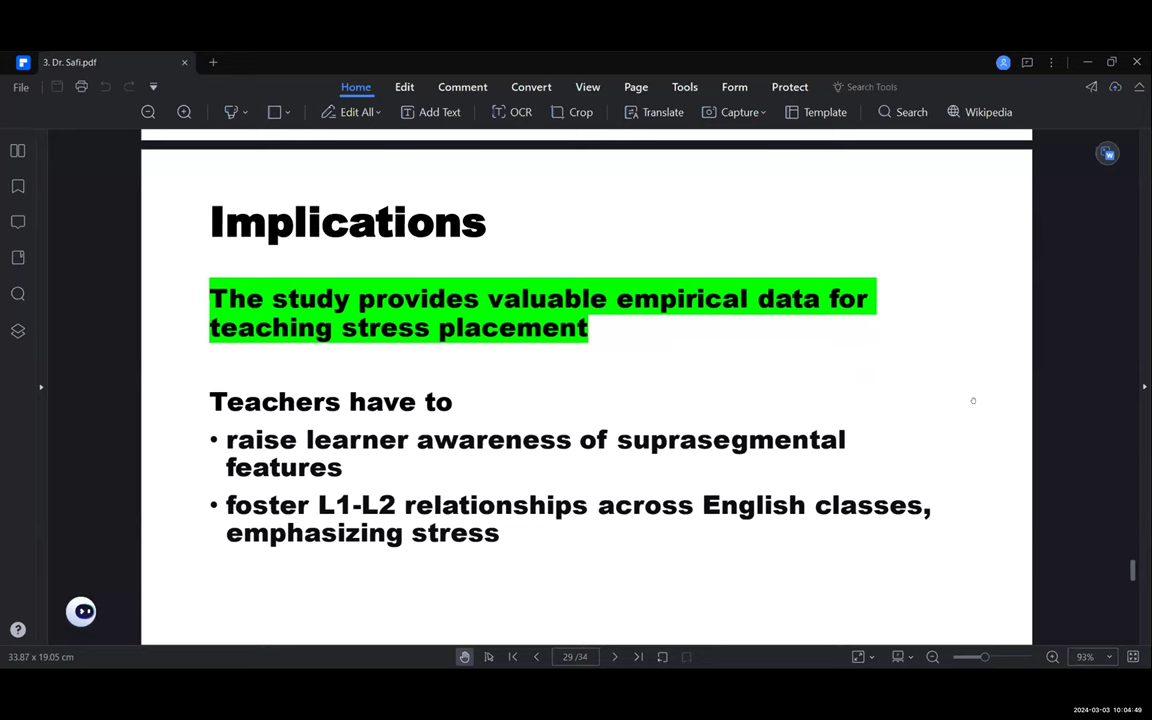 3. Dr. Safi.pdf
File
Home Edit Comment Convert View Page Tools Form Protect Search Tools
Edit All Add Text OCR Crop Translate Capture Template Search Wikipedia
Implications
The study provides valuable empirical data for
teaching stress placement
Teachers have to
• raise learner awareness of suprasegmental
features
• foster L1-L2 relationships across English classes,
emphasizing stress
33.87 x 19.05 cm 29 /34 93%
2024-03-03 10:04:49